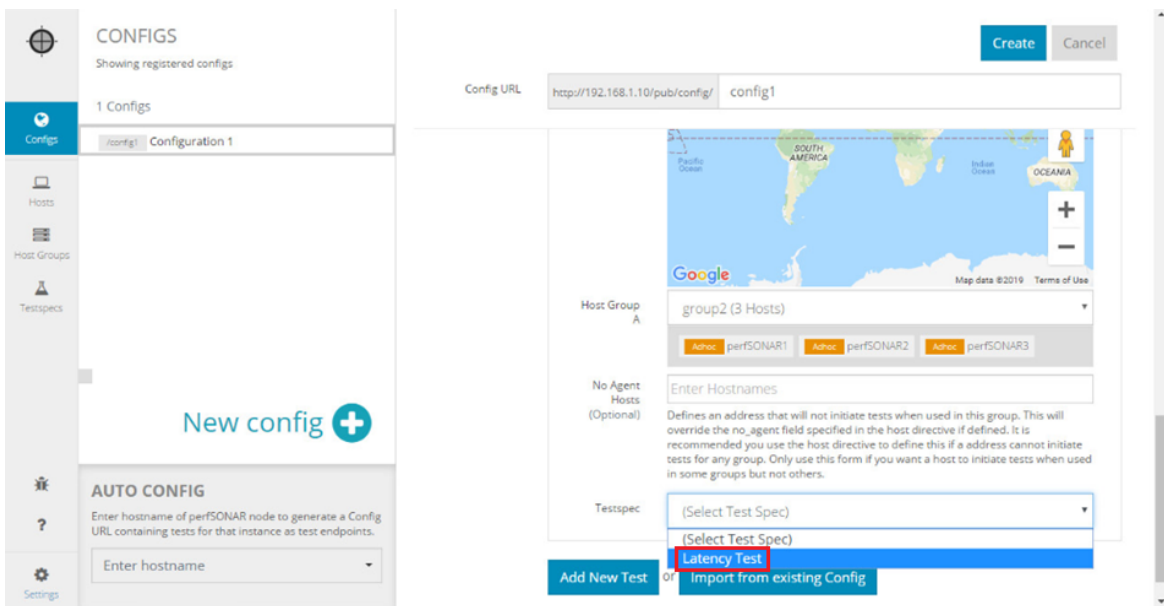 CONFIGS
Showing registered configs
1 Configs
/config1 Configuration 1
New config
AUTO CONFIG
Enter hostname of perfSONAR node to generate a Config
URL containing tests for that instance as test endpoints.
Enter hostname
Configs
Hosts
Host Groups
Testspecs
?
Settings
Create Cancel
Config URL http://192.168.1.10/pub/config/ config1
SOUTH
AMERICA
Pacific
Ocean
Indian
Ocean
OCEANIA
+
−
Google
Map data ©2019 Terms of Use
Host Group
A
group2 (3 Hosts)
Adhoc perfSONAR1 Adhoc perfSONAR2 Adhoc perfSONAR3
No Agent
Hosts
(Optional)
Enter Hostnames
Defines an address that will not initiate tests when used in this group. This will
override the no_agent field specified in the host directive if defined. It is
recommended you use the host directive to define this if a address cannot initiate
tests for any group. Only use this form if you want a host to initiate tests when used
in some groups but not others.
Testspec (Select Test Spec)
(Select Test Spec)
Latency Test
Add New Test or Import from existing Config